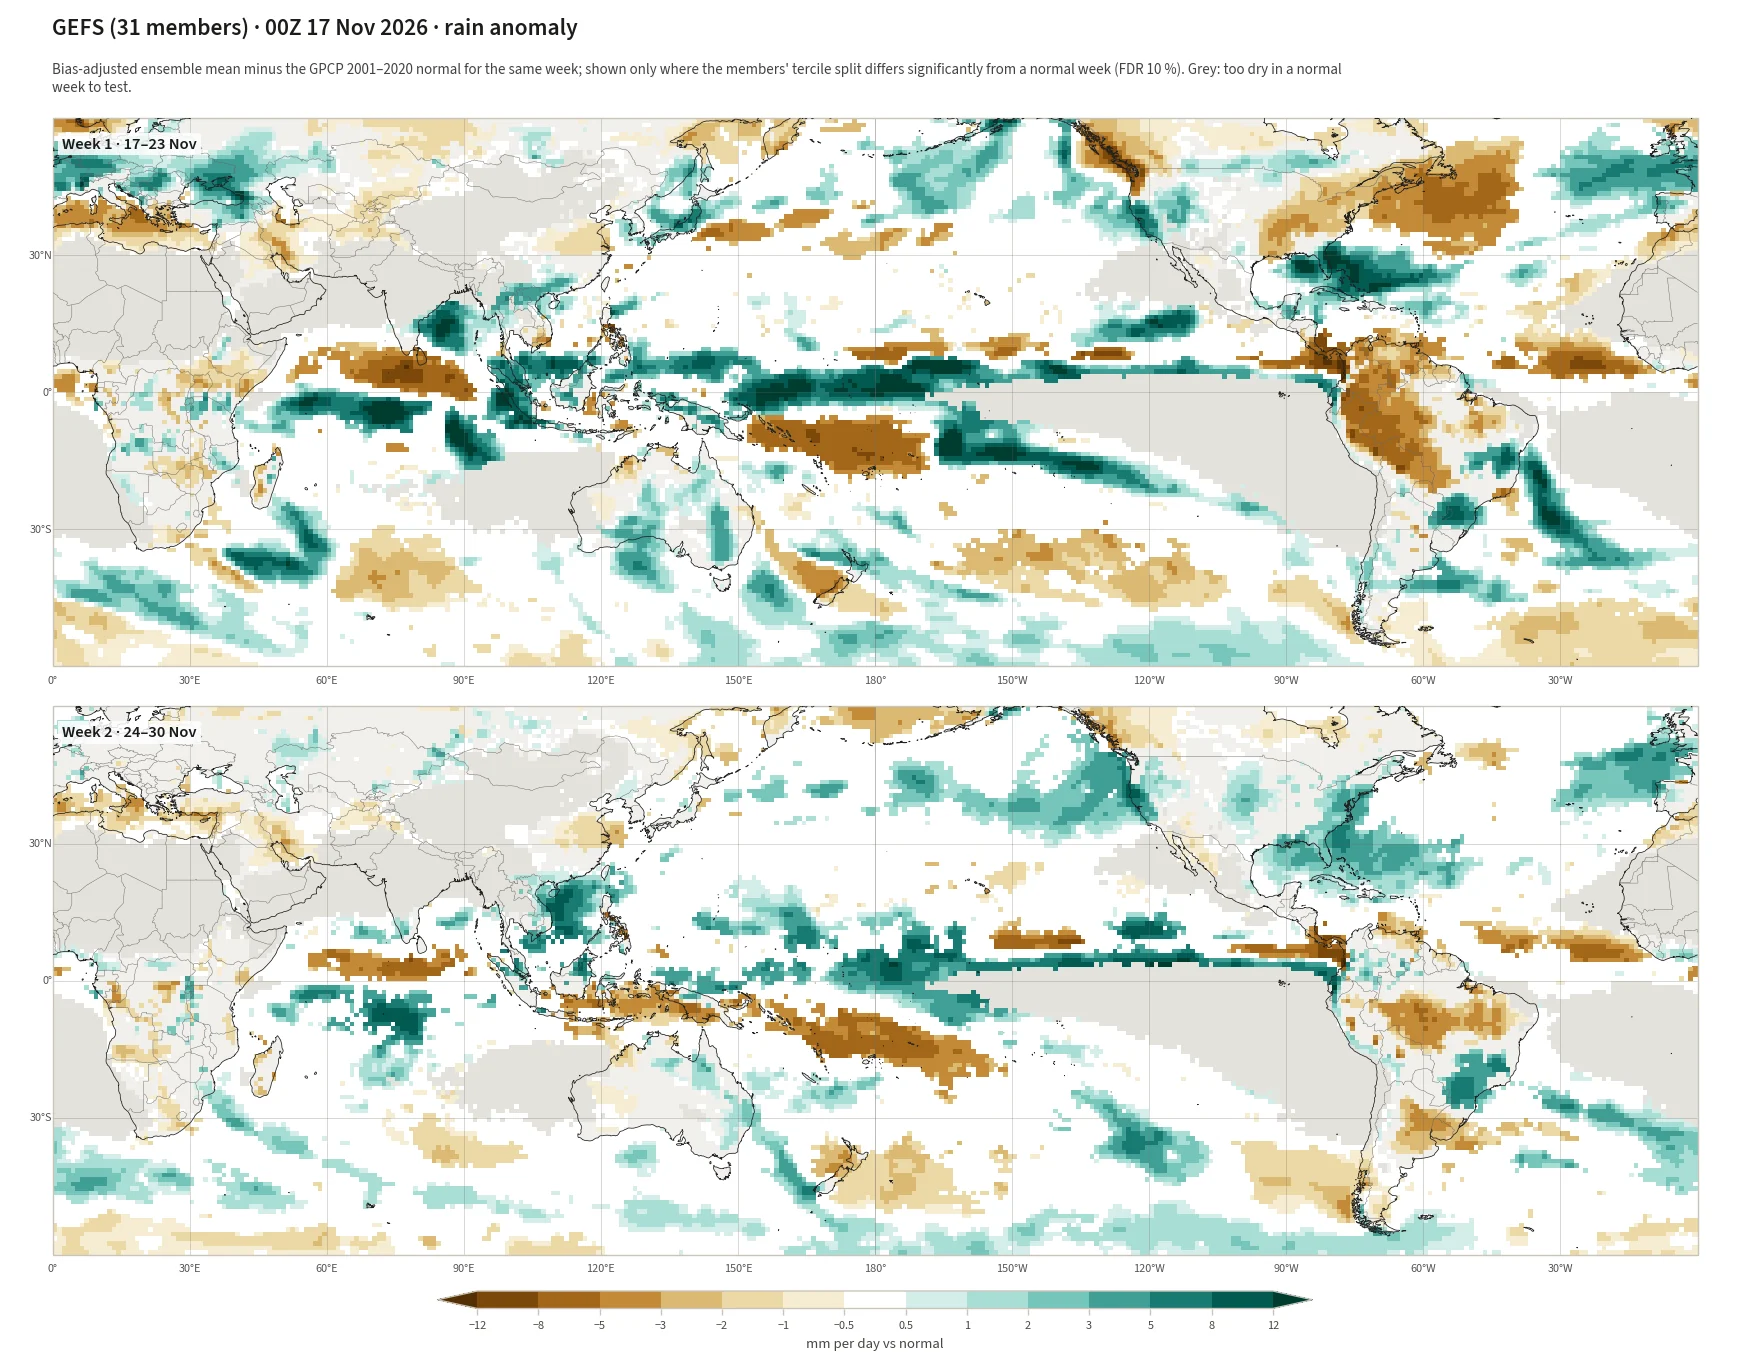 GEFS (31 members) · 00Z 17 Nov 2026 · rain anomaly
Bias-adjusted ensemble mean minus the GPCP 2001–2020 normal for the same week; shown only where the members' tercile split differs significantly from a normal week (FDR 10 %). Grey: too dry in a normal
week to test.
Week 1 · 17–23 Nov
30°N
0°
30°S
0° 30°E 60°E 90°E 120°E 150°E 180° 150°W 120°W 90°W 60°W 30°W
Week 2 · 24–30 Nov
30°N
0°
30°S
0° 30°E 60°E 90°E 120°E 150°E 180° 150°W 120°W 90°W 60°W 30°W
−12 −8 −5 −3 −2 −1 −0.5 0.5 1 2 3 5 8 12
mm per day vs normal